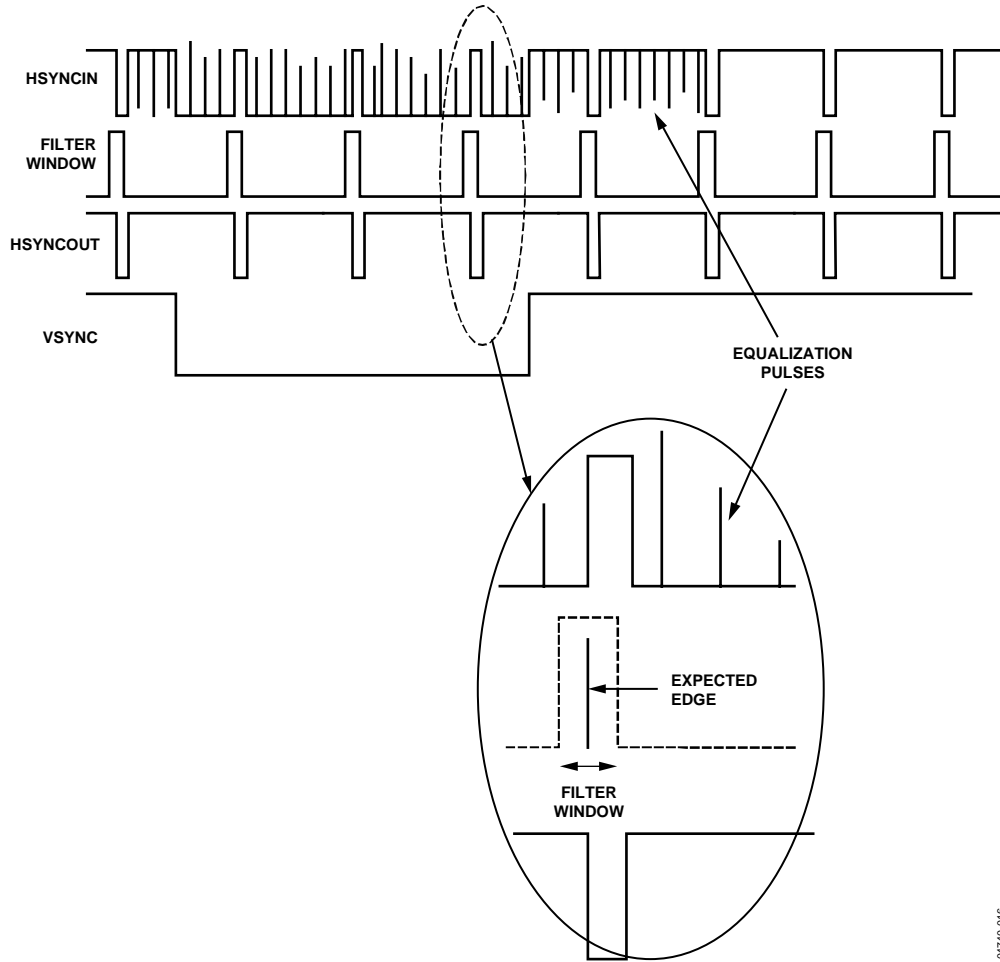 HSYNCIN
FILTER
WINDOW
HSYNCOUT
VSYNC
EQUALIZATION
PULSES
EXPECTED
EDGE
FILTER
WINDOW